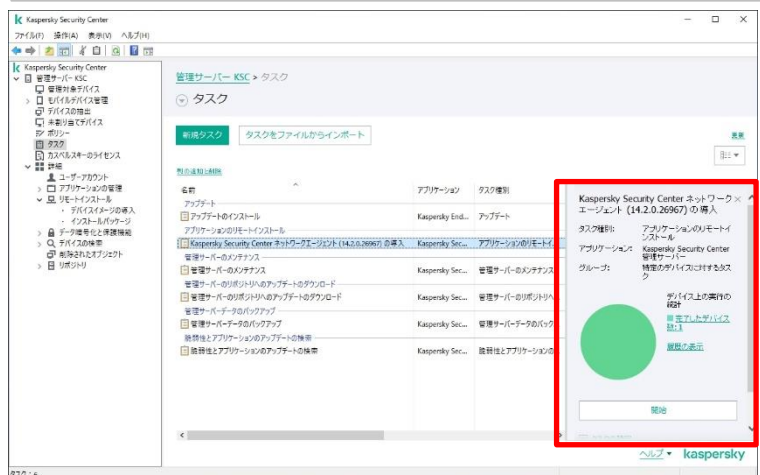 Kaspersky Security Center
ファイル(F) 操作(A) 表示(V) ヘルプ(H)
Kaspersky Security Center
管理サーバー KSC
管理対象デバイス
モバイルデバイス管理
デバイスの抽出
未割り当てデバイス
ポリシー
タスク
カスペルスキーのライセンス
詳細
ユーザーアカウント
アプリケーションの管理
リモートインストール
・ デバイスイメージの導入
・ インストールパッケージ
データ暗号化と保護機能
デバイスの検索
削除されたオブジェクト
リポジトリ
管理サーバー KSC > タスク
タスク
新規タスク タスクをファイルからインポート
更新
列の追加と削除
名前 アプリケーション タスク種別
アップデート
アップデートのインストール Kaspersky End... アップデート
アプリケーションのリモートインストール
Kaspersky Security Center ネットワークエージェント (14.2.0.26967) の導入 Kaspersky Sec... アプリケーションのリモートイ
管理サーバーのメンテナンス
管理サーバーのメンテナンス Kaspersky Sec... 管理サーバーのメンテナンス
管理サーバーのリポジトリへのアップデートのダウンロード
管理サーバーのリポジトリへのアップデートのダウンロード Kaspersky Sec... 管理サーバーのリポジトリへ
管理サーバーデータのバックアップ
管理サーバーデータのバックアップ Kaspersky Sec... 管理サーバーデータのバック
脆弱性とアプリケーションのアップデートの検索
脆弱性とアプリケーションのアップデートの検索 Kaspersky Sec... 脆弱性とアプリケーションの
Kaspersky Security Center ネットワーク
エージェント (14.2.0.26967) の導入
タスク種別: アプリケーションのリモートイ
ンストール
アプリケーション: Kaspersky Security Center
管理サーバー
グループ: 特定のデバイスに対するタス
ク
デバイス上の実行の
統計
完了したデバイス
数: 1
履歴の表示
開始
ヘルプ kaspersky
タスク : 6